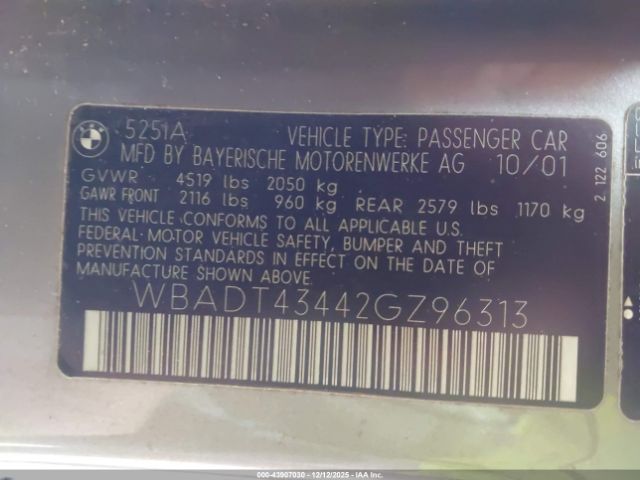 BMW
525IA VEHICLE TYPE: PASSENGER CAR
MFD BY BAYERISCHE MOTORENWERKE AG 10/01
GVWR 4519 lbs 2050 kg
GAWR FRONT 2116 lbs 960 kg REAR 2579 lbs 1170 kg
THIS VEHICLE CONFORMS TO ALL APPLICABLE U.S.
FEDERAL MOTOR VEHICLE SAFETY, BUMPER AND THEFT
PREVENTION STANDARDS IN EFFECT ON THE DATE OF
MANUFACTURE SHOWN ABOVE
WBADT43442GZ96313
2 122 606
000-43907030 - 12/12/2025 - IAA Inc.